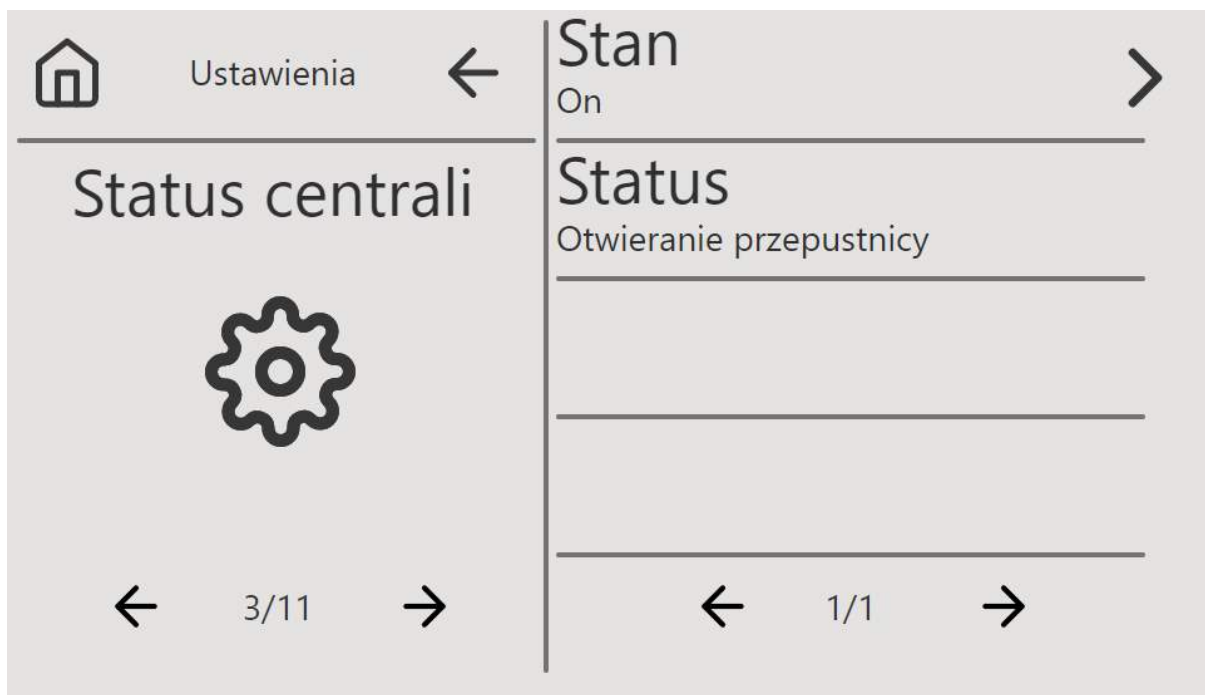 Ustawienia
Status centrali
3/11
Stan
On
Status
Otwieranie przepustnicy
1/1